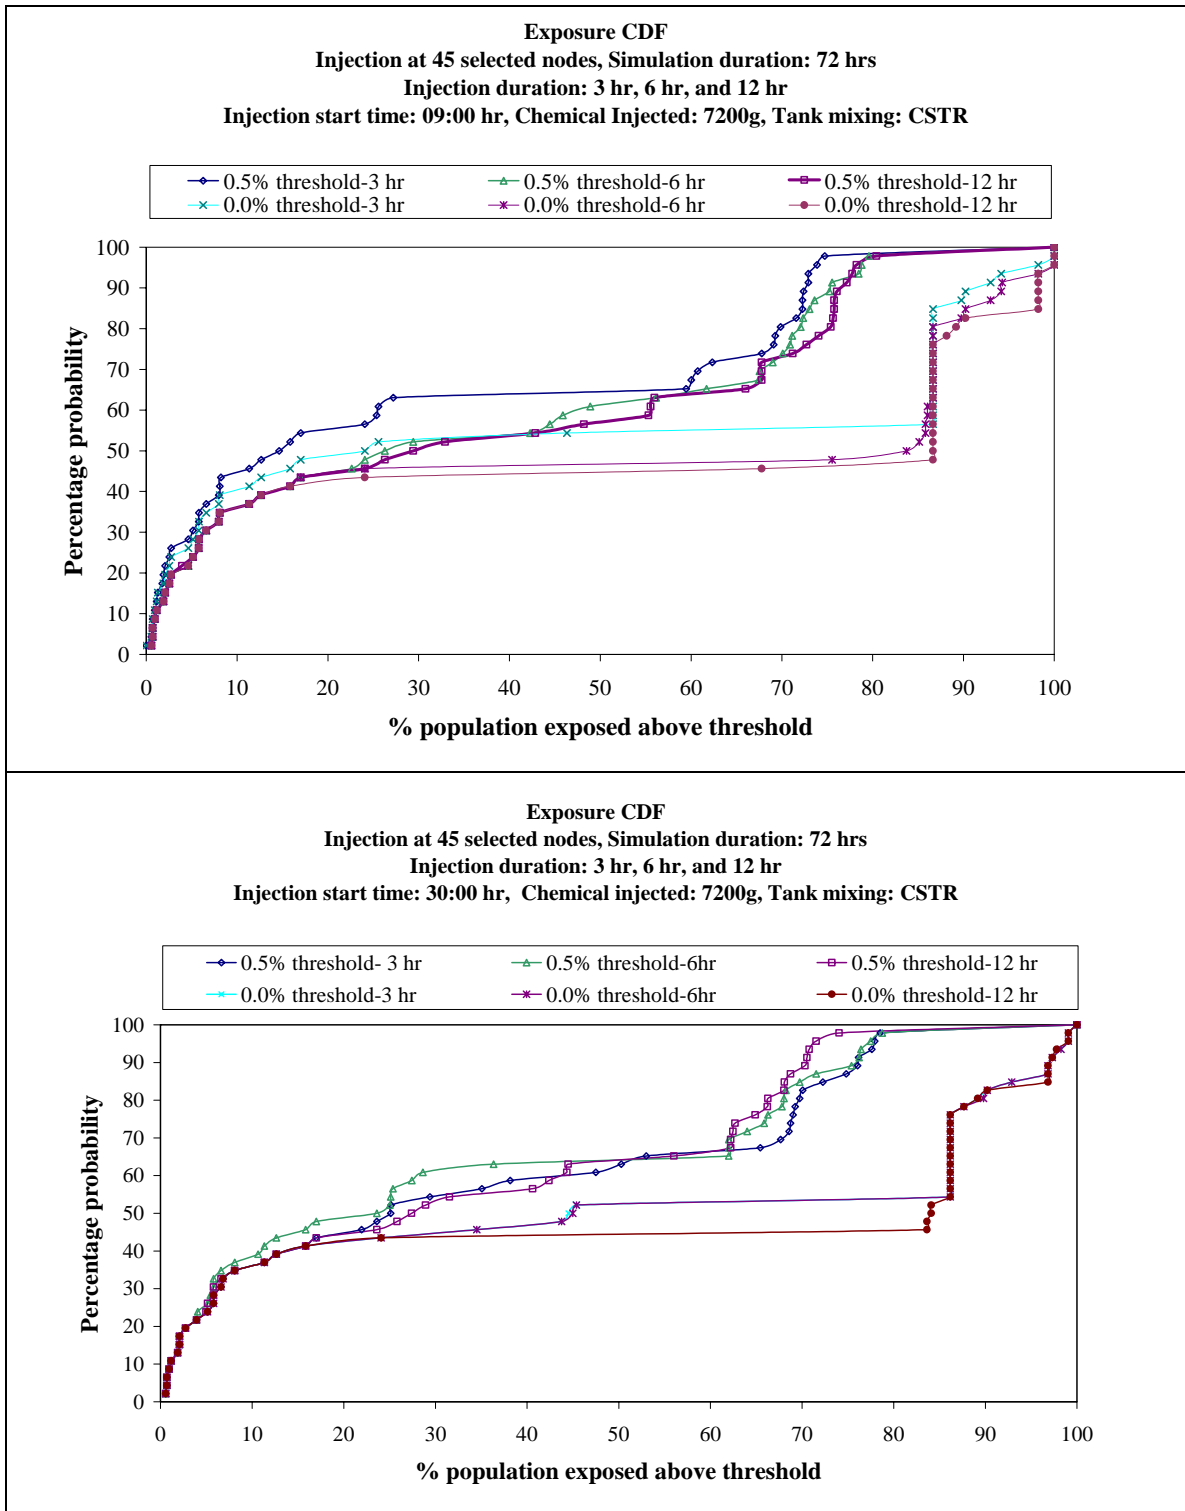 Exposure CDF
Injection at 45 selected nodes, Simulation duration: 72 hrs
Injection duration: 3 hr, 6 hr, and 12 hr
Injection start time: 09:00 hr, Chemical Injected: 7200g, Tank mixing: CSTR
0.5% threshold-3 hr 0.5% threshold-6 hr 0.5% threshold-12 hr
0.0% threshold-3 hr 0.0% threshold-6 hr 0.0% threshold-12 hr
Percentage probability
100
90
80
70
60
50
40
30
20
10
0
0 10 20 30 40 50 60 70 80 90 100
% population exposed above threshold
Exposure CDF
Injection at 45 selected nodes, Simulation duration: 72 hrs
Injection duration: 3 hr, 6 hr, and 12 hr
Injection start time: 30:00 hr, Chemical injected: 7200g, Tank mixing: CSTR
0.5% threshold- 3 hr 0.5% threshold-6hr 0.5% threshold-12 hr
0.0% threshold-3 hr 0.0% threshold-6hr 0.0% threshold-12 hr
Percentage probability
100
90
80
70
60
50
40
30
20
10
0
0 10 20 30 40 50 60 70 80 90 100
% population exposed above threshold